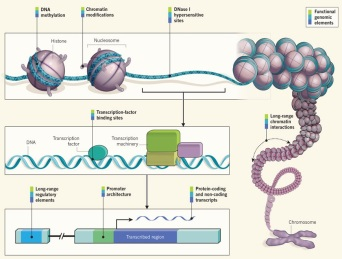 DNA
methylation
Chromatin
modifications
DNase I
hypersensitive
sites
Functional
genomic
elements
Histone
Nucleosome
Long-range
chromatin
interactions
Transcription-factor
binding sites
DNA
Transcription
factor
Transcription
machinery
Long-range
regulatory
elements
Promoter
architecture
Protein-coding
and non-coding
transcripts
Chromosome
Transcribed region